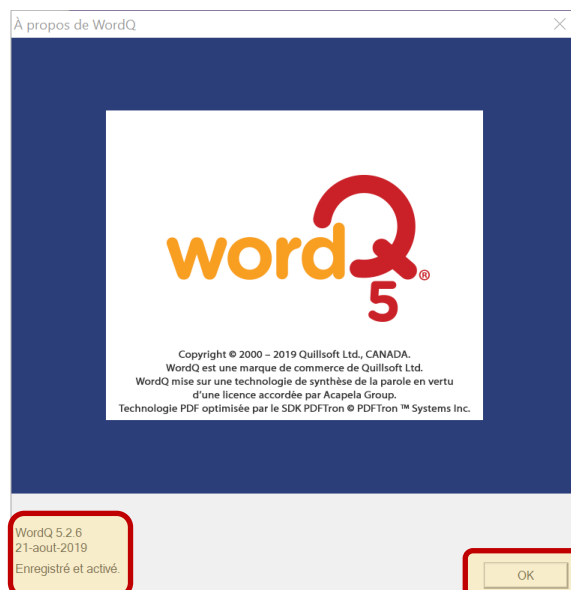 À propos de WordQ
wordQ®
5
Copyright © 2000 – 2019 Quillsoft Ltd., CANADA.
WordQ est une marque de commerce de Quillsoft Ltd.
WordQ mise sur une technologie de synthèse de la parole en vertu
d'une licence accordée par Acapela Group.
Technologie PDF optimisée par le SDK PDFTron © PDFTron ™ Systems Inc.
WordQ 5.2.6
21-aout-2019
Enregistré et activé.
OK